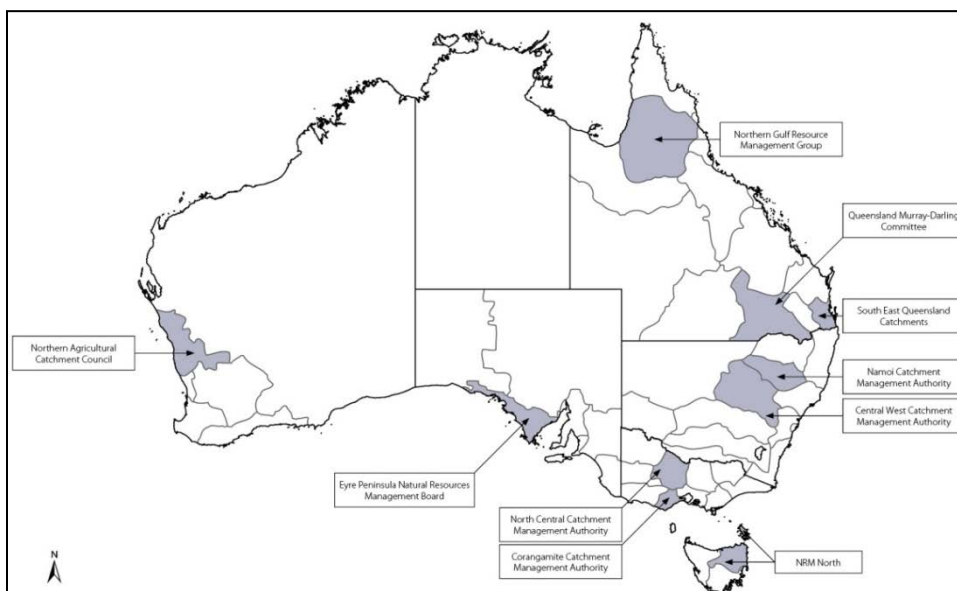 Northern Gulf Resource
Management Group
Queensland Murray-Darling
Committee
South East Queensland
Catchments
Northern Agricultural
Catchment Council
Namoi Catchment
Management Authority
Central West Catchment
Management Authority
Eyre Peninsula Natural Resources
Management Board
North Central Catchment
Management Authority
Corangamite Catchment
Management Authority
NRM North
N